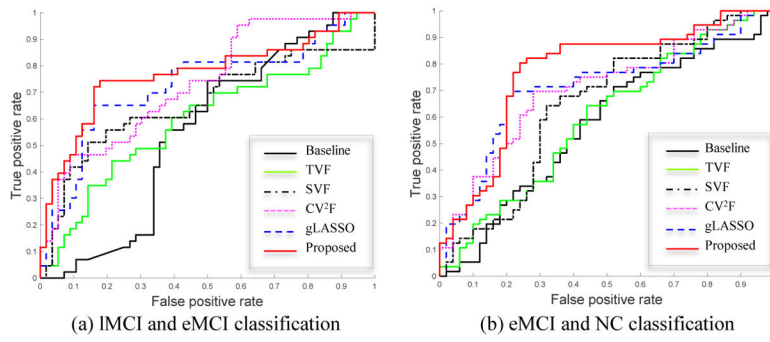 1
0.9
0.8
0.7
0.6
0.5
0.4
0.3
0.2
0.1
0
True positive rate
Baseline
TVF
SVF
CV²F
gLASSO
Proposed
0 0.1 0.2 0.3 0.4 0.5 0.6 0.7 0.8 0.9 1
False positive rate
(a) lMCI and eMCI classification
1
0.9
0.8
0.7
0.6
0.5
0.4
0.3
0.2
0.1
0
True positive rate
Baseline
TVF
SVF
CV²F
gLASSO
Proposed
0 0.1 0.2 0.3 0.4 0.5 0.6 0.7 0.8 0.9
False positive rate
(b) eMCI and NC classification